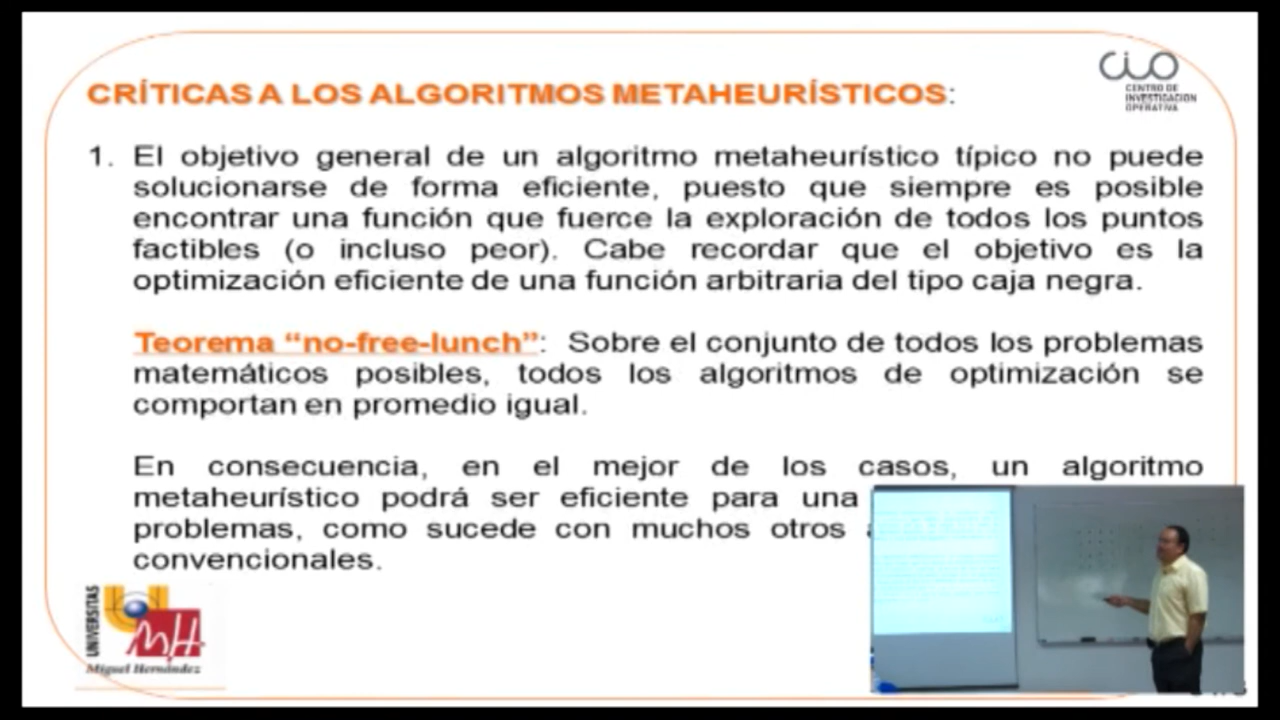 CRÍTICAS A LOS ALGORITMOS METAHEURÍSTICOS:
CIO
CENTRO DE
INVESTIGACIÓN
OPERATIVA
1. El objetivo general de un algoritmo metaheurístico típico no puede
solucionarse de forma eficiente, puesto que siempre es posible
encontrar una función que fuerce la exploración de todos los puntos
factibles (o incluso peor). Cabe recordar que el objetivo es la
optimización eficiente de una función arbitraria del tipo caja negra.
Teorema “no-free-lunch”: Sobre el conjunto de todos los problemas
matemáticos posibles, todos los algoritmos de optimización se
comportan en promedio igual.
En consecuencia, en el mejor de los casos, un algoritmo
metaheurístico podrá ser eficiente para una
problemas, como sucede con muchos otros
convencionales.
UNIVERSITAS
Miguel Hernández